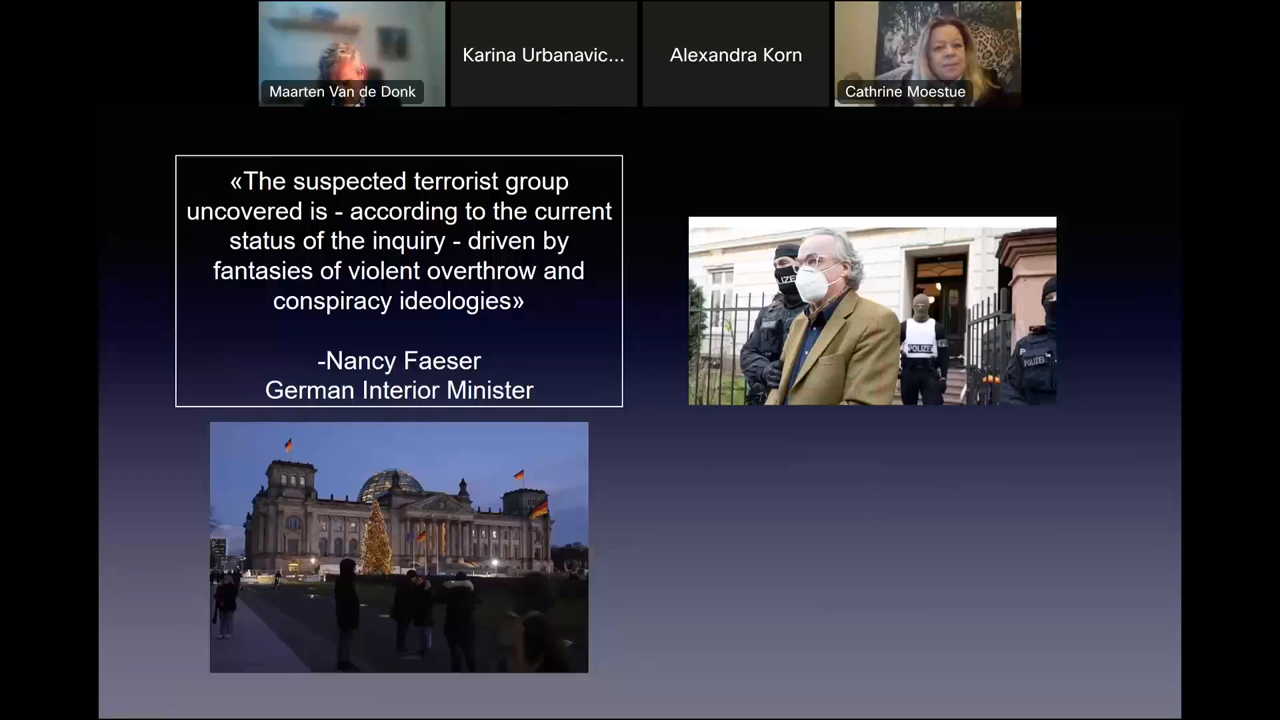 Maarten Van de Donk
Karina Urbanavic...
Alexandra Korn
Cathrine Moestue
«The suspected terrorist group
uncovered is - according to the current
status of the inquiry - driven by
fantasies of violent overthrow and
conspiracy ideologies»
-Nancy Faeser
German Interior Minister
LIZEI
POLIZEI
POLIZEI